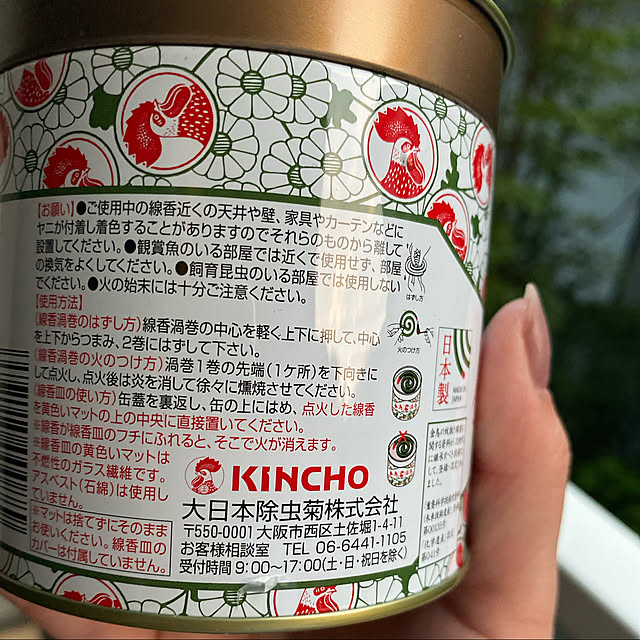 【お願い】●ご使用中の線香近くの天井や壁、家具やカーテンなどに
ヤニが付着し着色することがありますのでそれらのものから離して
設置してください。●観賞魚のいる部屋では近くで使用せず、部屋
の換気をよくしてください。●飼育昆虫のいる部屋では使用しない
でください。●火の始末には十分ご注意ください。
【使用方法】
(線香渦巻のはずし方)線香渦巻の中心を軽く上下に押して、中心
を上下からつまみ、2巻にはずして下さい。
(線香渦巻の火のつけ方)渦巻1巻の先端(1ケ所)を下向きに
して点火し、点火後は炎を消して徐々に燻焼させてください。
(線香皿の使い方)缶蓋を裏返し、缶の上にはめ、点火した線香
を黄色いマットの上の中央に直接置いてください。
※線香が線香皿のフチにふれると、そこで火が消えます。
※線香皿の黄色いマットは
不燃性のガラス繊維です。
アスベスト(石綿)は使用し
ていません。
※マットは捨てずにそのまま
お使いください。線香皿の
カバーは付属していません。
はずし方
火のつけ方
日本製
MADE IN
JAPAN
KINCHO
大日本除虫菊株式会社
〒550-0001 大阪市西区土佐堀1-4-11
お客様相談室 TEL 06-6441-1105
受付時間 9:00~17:00(土・日・祝日を除く)